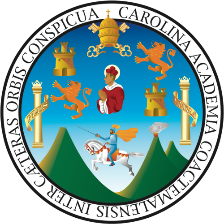 CAROLINA ACADEMIA COACTEMALENSIS INTER CÆTERAS ORBIS CONSPICUA